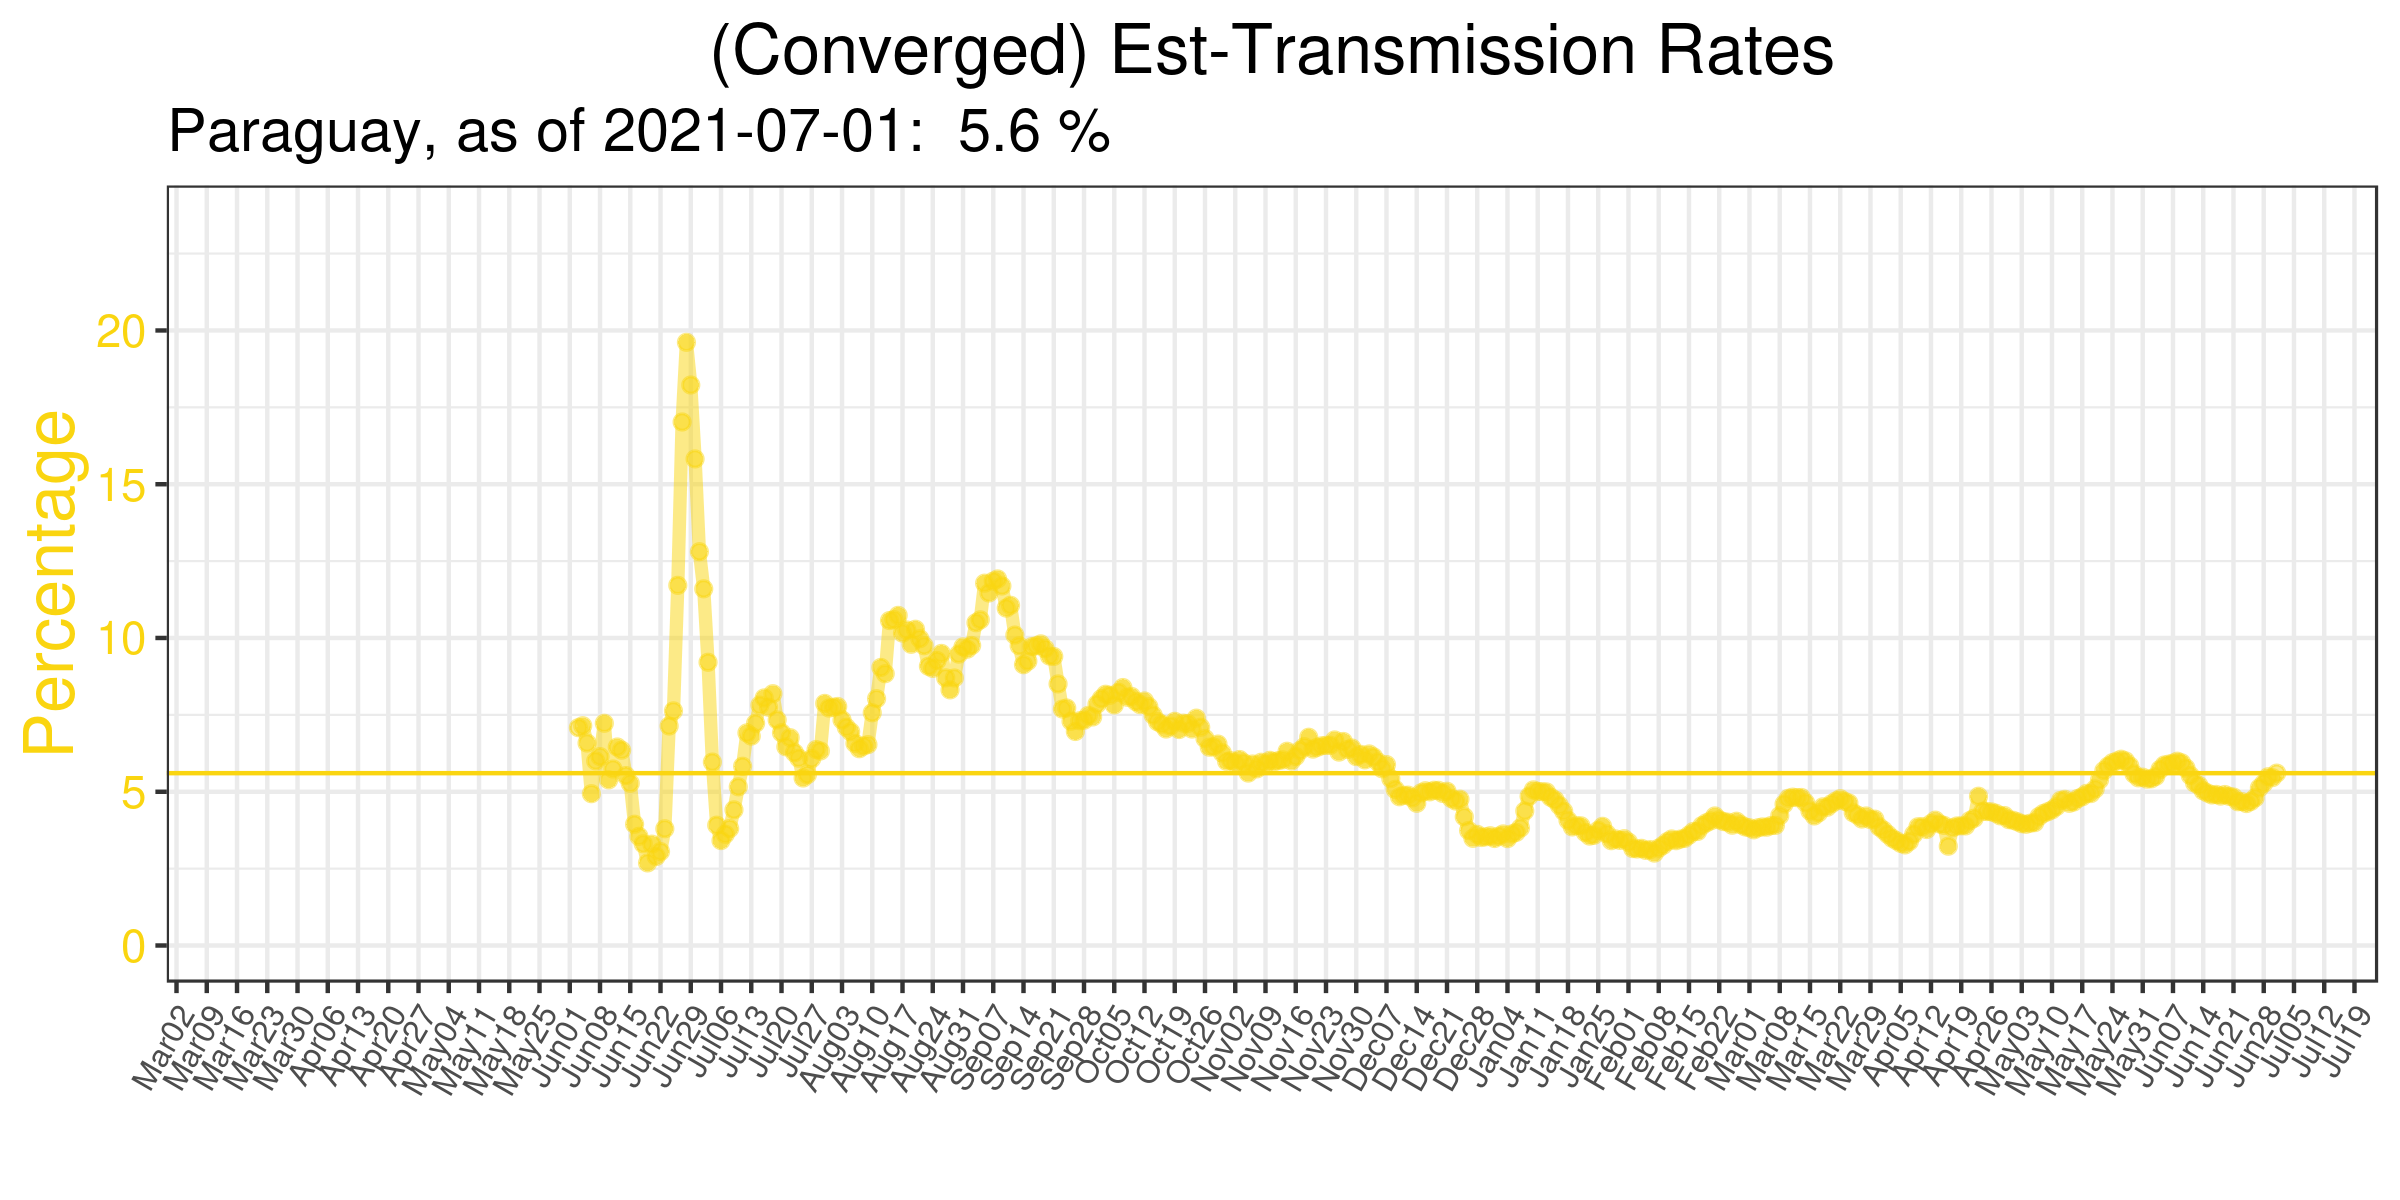 (Converged) Est-Transmission Rates
Paraguay, as of 2021-07-01:  5.6 %
Percentage
20
15
10
5
0
Mar02
Mar09
Mar16
Mar23
Mar30
Apr06
Apr13
Apr20
Apr27
May04
May11
May18
May25
Jun01
Jun08
Jun15
Jun22
Jun29
Jul06
Jul13
Jul20
Jul27
Aug03
Aug10
Aug17
Aug24
Aug31
Sep07
Sep14
Sep21
Sep28
Oct05
Oct12
Oct19
Oct26
Nov02
Nov09
Nov16
Nov23
Nov30
Dec07
Dec14
Dec21
Dec28
Jan04
Jan11
Jan18
Jan25
Feb01
Feb08
Feb15
Feb22
Mar01
Mar08
Mar15
Mar22
Mar29
Apr05
Apr12
Apr19
Apr26
May03
May10
May17
May24
May31
Jun07
Jun14
Jun21
Jun28
Jul05
Jul12
Jul19